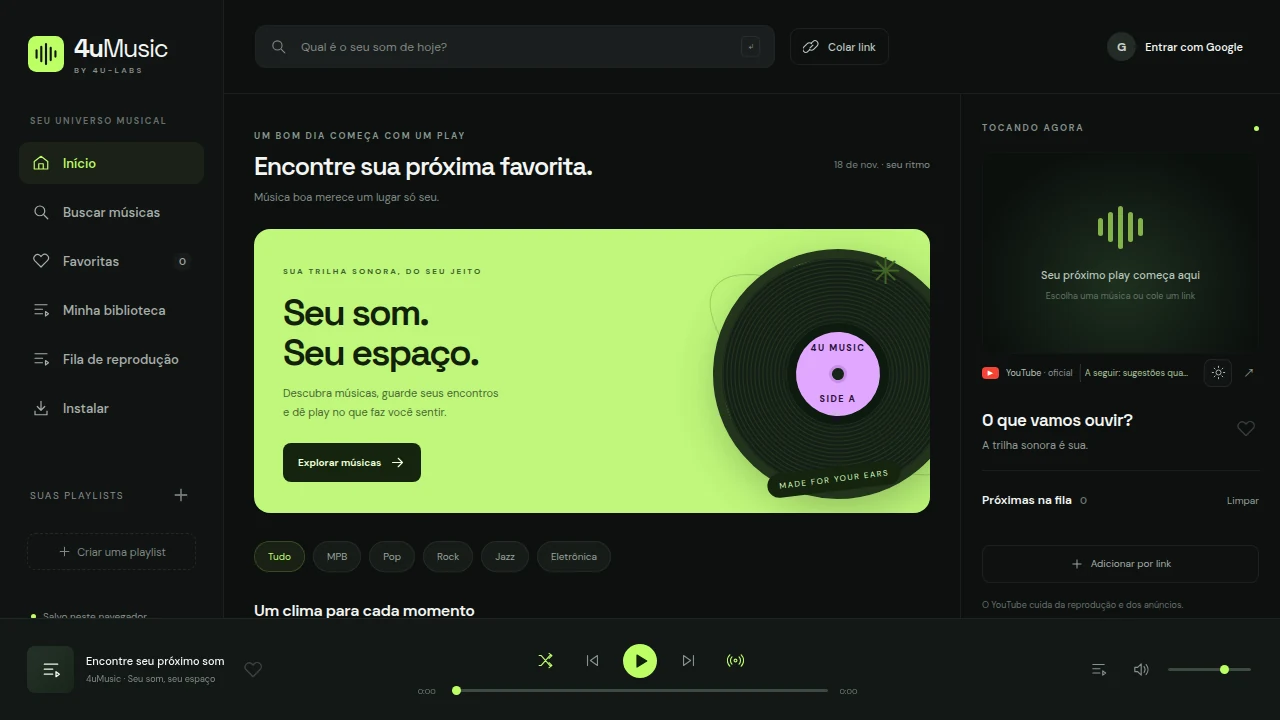 4uMusic
BY 4U-LABS
SEU UNIVERSO MUSICAL
Início
Buscar músicas
Favoritas 0
Minha biblioteca
Fila de reprodução
Instalar
SUAS PLAYLISTS
Criar uma playlist
Salvo neste navegador
Qual é o seu som de hoje?
Colar link
G Entrar com Google
UM BOM DIA COMEÇA COM UM PLAY
Encontre sua próxima favorita.
18 de nov. · seu ritmo
Música boa merece um lugar só seu.
SUA TRILHA SONORA, DO SEU JEITO
Seu som.
Seu espaço.
Descubra músicas, guarde seus encontros
e dê play no que faz você sentir.
Explorar músicas
4U MUSIC
SIDE A
MADE FOR YOUR EARS
Tudo
MPB
Pop
Rock
Jazz
Eletrônica
Um clima para cada momento
TOCANDO AGORA
Seu próximo play começa aqui
Escolha uma música ou cole um link
YouTube · oficial
A seguir: sugestões qua...
O que vamos ouvir?
A trilha sonora é sua.
Próximas na fila 0
Limpar
Adicionar por link
O YouTube cuida da reprodução e dos anúncios.
Encontre seu próximo som
4uMusic · Seu som, seu espaço
0:00
0:00